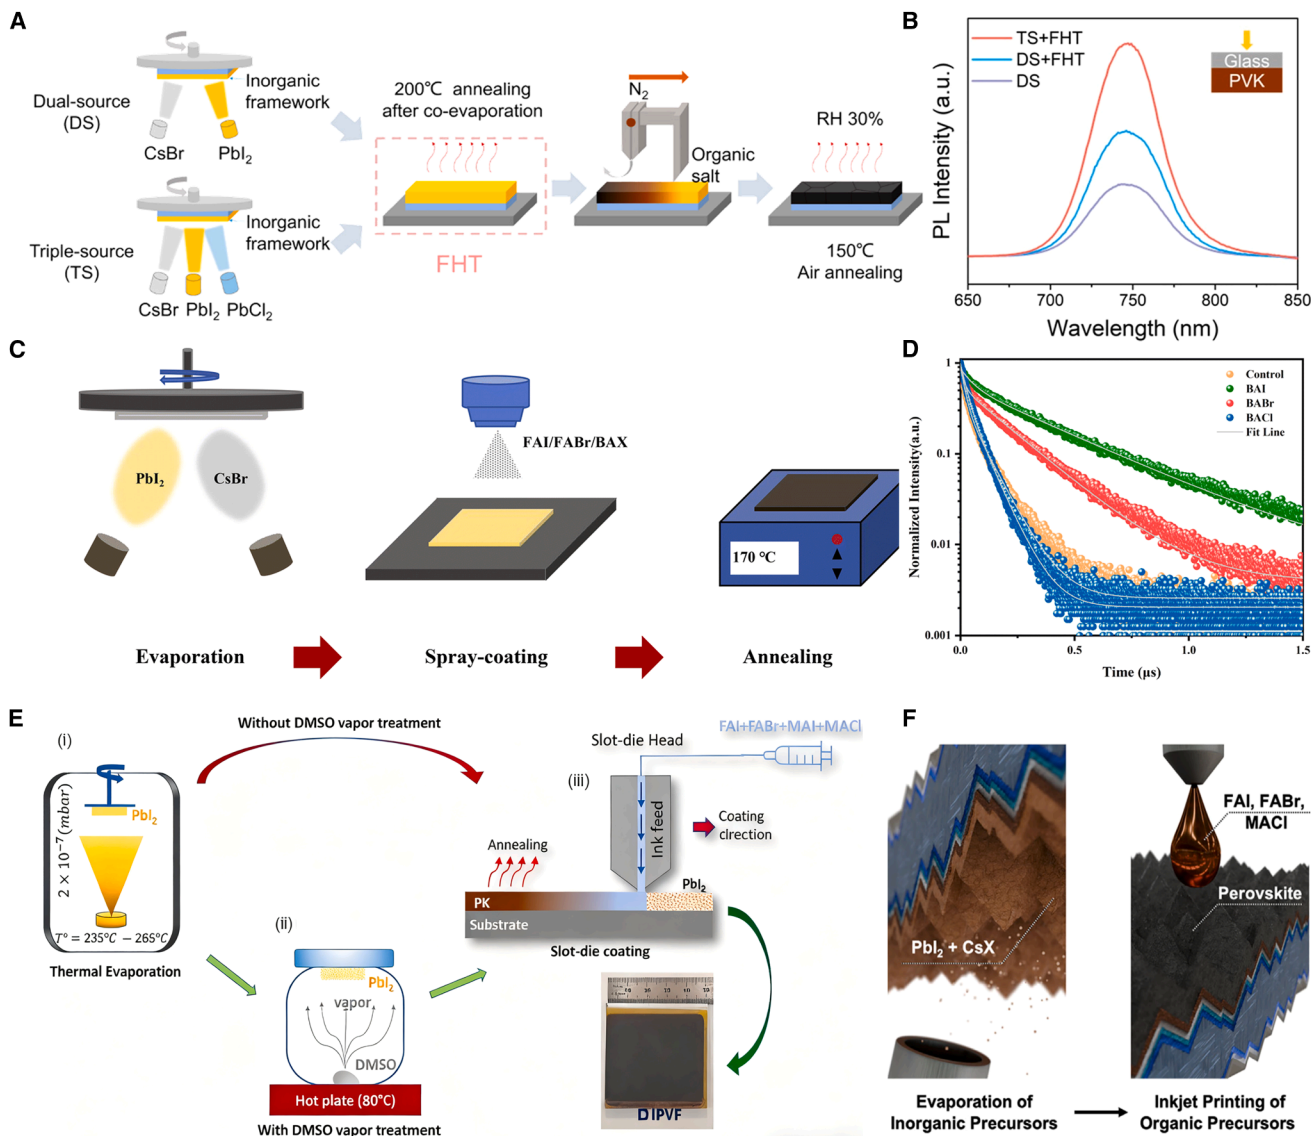 A
Dual-source
(DS)
CsBr
PbI2
Inorganic
framework
Triple-source
(TS)
CsBr PbI2 PbCl2
Inorganic
framework
200℃ annealing
after co-evaporation
FHT
N2
Organic
salt
RH 30%
150℃
Air annealing
B
PL Intensity (a.u.)
TS+FHT
DS+FHT
DS
Glass
PVK
650 700 750 800 850
Wavelength (nm)
C
PbI2
CsBr
FAI/FABr/BAX
170 ℃
Evaporation
Spray-coating
Annealing
D
Normalized Intensity(a.u.)
1
0.1
0.01
0.001
Control
BAI
BABr
BACl
Fit Line
0.0 0.5 1.0 1.5
Time (μs)
E
(i)
Without DMSO vapor treatment
2 × 10-7(mbar)
PbI2
T° = 235°C − 265°C
Thermal Evaporation
(ii)
PbI2
vapor
DMSO
Hot plate (80°C)
With DMSO vapor treatment
FAI+FABr+MAI+MACl
Slot-die Head
(iii)
Ink feed
Coating
clrection
Annealing
PbI2
PK
Substrate
Slot-die coating
IPVF
F
PbI2 + CsX
FAI, FABr,
MACl
Perovskite
Evaporation of
Inorganic Precursors
Inkjet Printing of
Organic Precursors